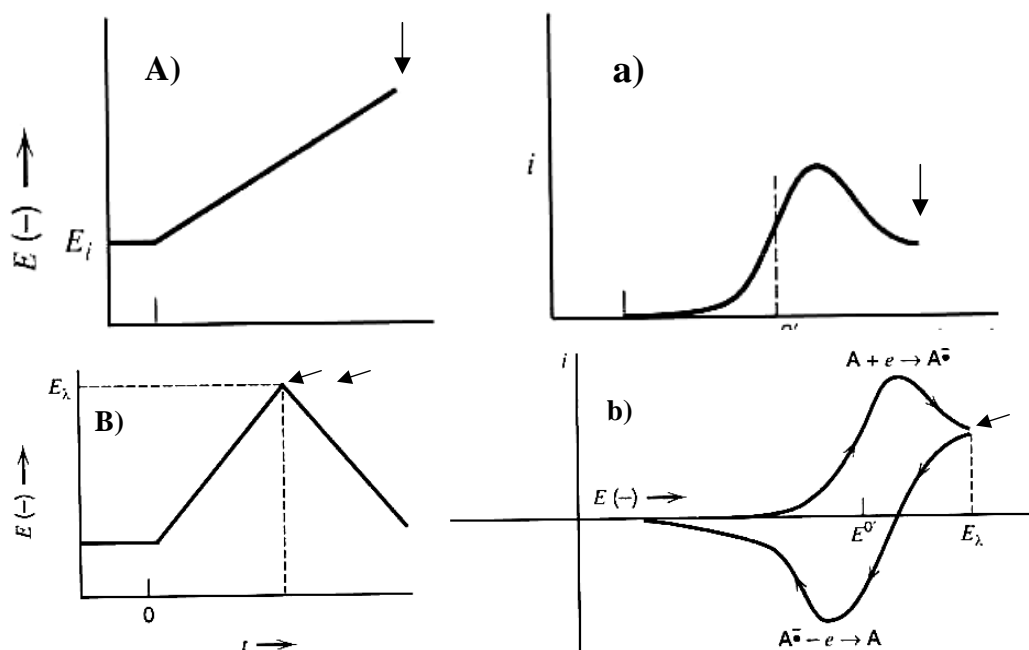 A)
E (−) →
E_i
a)
i
B)
E_λ
E (−) →
0
t →
b)
i
A + e → A•̄
E (−) →
E^0′
E_λ
A•̄ − e → A